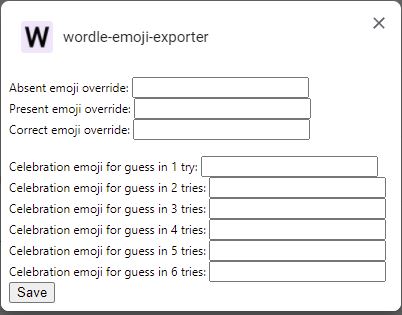 W wordle-emoji-exporter
Absent emoji override:
Present emoji override:
Correct emoji override:
Celebration emoji for guess in 1 try:
Celebration emoji for guess in 2 tries:
Celebration emoji for guess in 3 tries:
Celebration emoji for guess in 4 tries:
Celebration emoji for guess in 5 tries:
Celebration emoji for guess in 6 tries:
Save